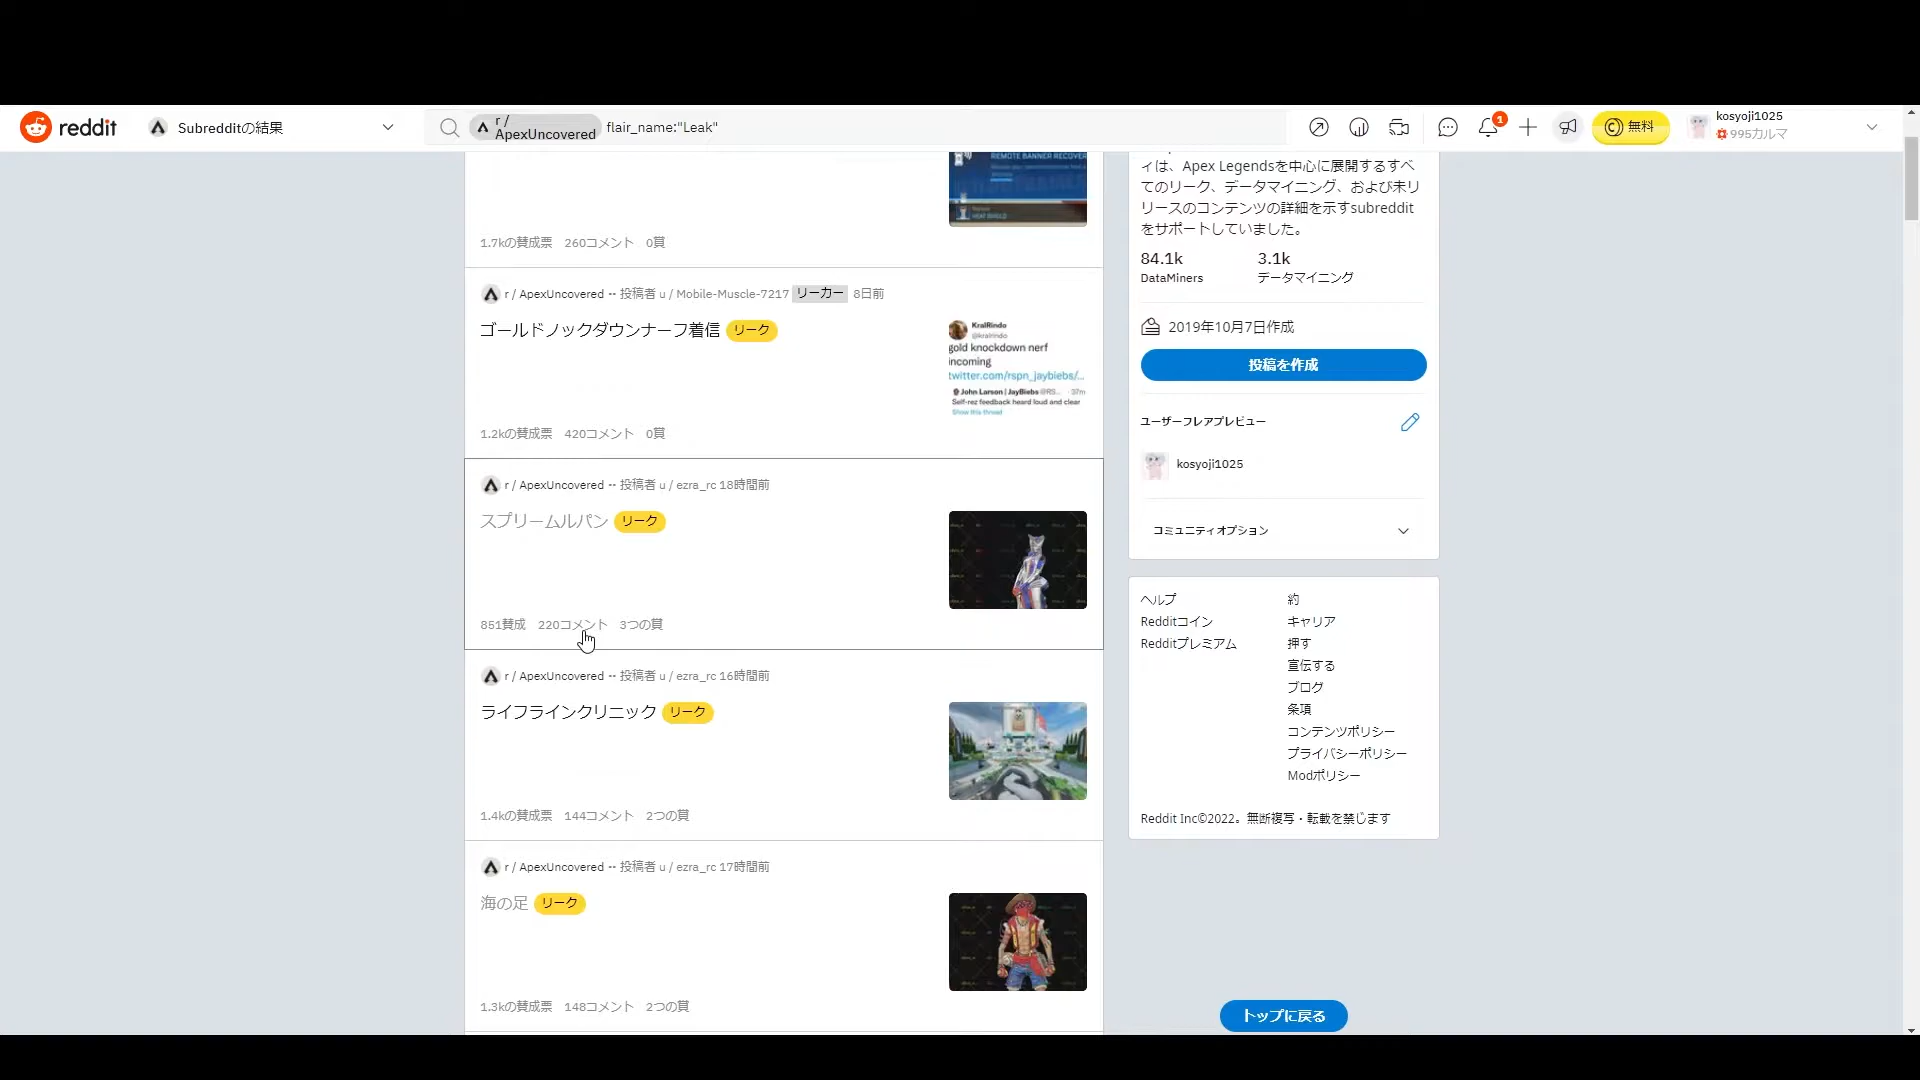 reddit
Subredditの結果
r /
ApexUncovered
flair_name:"Leak"
1
無料
kosyoji1025
995カルマ
REMOTE BANNER RECOVER
1.7kの賛成票 260コメント 0賞
r / ApexUncovered -- 投稿者 u / Mobile-Muscle-7217 リーカー 8日前
ゴールドノックダウンナーフ着信 リーク
KralRindo
@kralrindo
gold knockdown nerf
incoming
twitter.com/rspn_jaybiebs/...
John Larson | JayBiebs @RS... · 37m
Self-rez feedback heard loud and clear
Show this thread
1.2kの賛成票 420コメント 0賞
r / ApexUncovered -- 投稿者 u / ezra_rc 18時間前
スプリームルパン リーク
851賛成 220コメント 3つの賞
r / ApexUncovered -- 投稿者 u / ezra_rc 16時間前
ライフラインクリニック リーク
1.4kの賛成票 144コメント 2つの賞
r / ApexUncovered -- 投稿者 u / ezra_rc 17時間前
海の足 リーク
1.3kの賛成票 148コメント 2つの賞
ィは、Apex Legendsを中心に展開するすべ
てのリーク、データマイニング、および未リ
リースのコンテンツの詳細を示すsubreddit
をサポートしていました。
84.1k 3.1k
DataMiners データマイニング
2019年10月7日作成
投稿を作成
ユーザーフレアプレビュー
kosyoji1025
コミュニティオプション
ヘルプ 約
Redditコイン キャリア
Redditプレミアム 押す
宣伝する
ブログ
条項
コンテンツポリシー
プライバシーポリシー
Modポリシー
Reddit Inc©2022。無断複写・転載を禁じます
トップに戻る